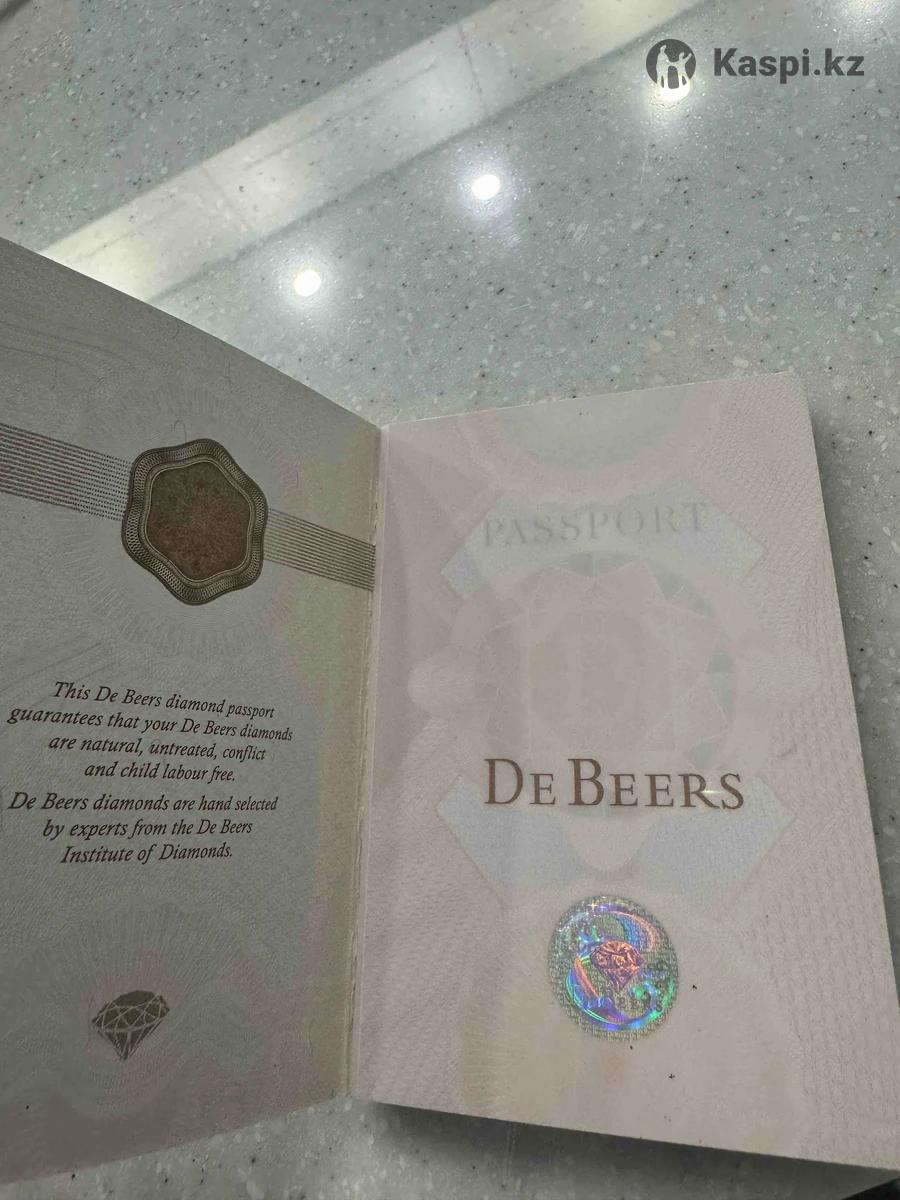 Kaspi.kz
This De Beers diamond passport
guarantees that your De Beers diamonds
are natural, untreated, conflict
and child labour free.
De Beers diamonds are hand selected
by experts from the De Beers
Institute of Diamonds.
PASSPORT
DE BEERS